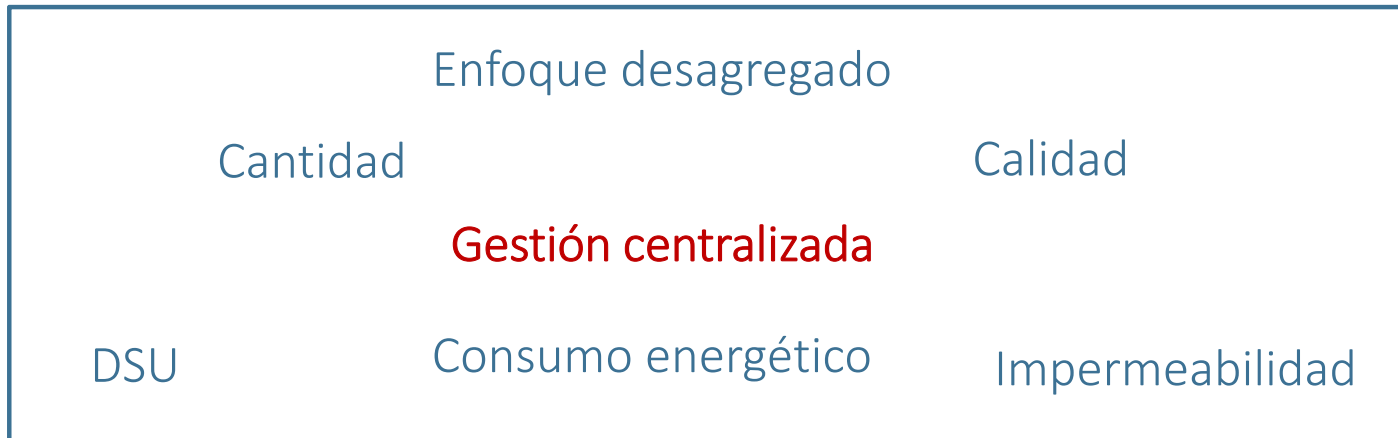 Enfoque desagregado
Cantidad
Calidad
Gestión centralizada
DSU
Consumo energético
Impermeabilidad